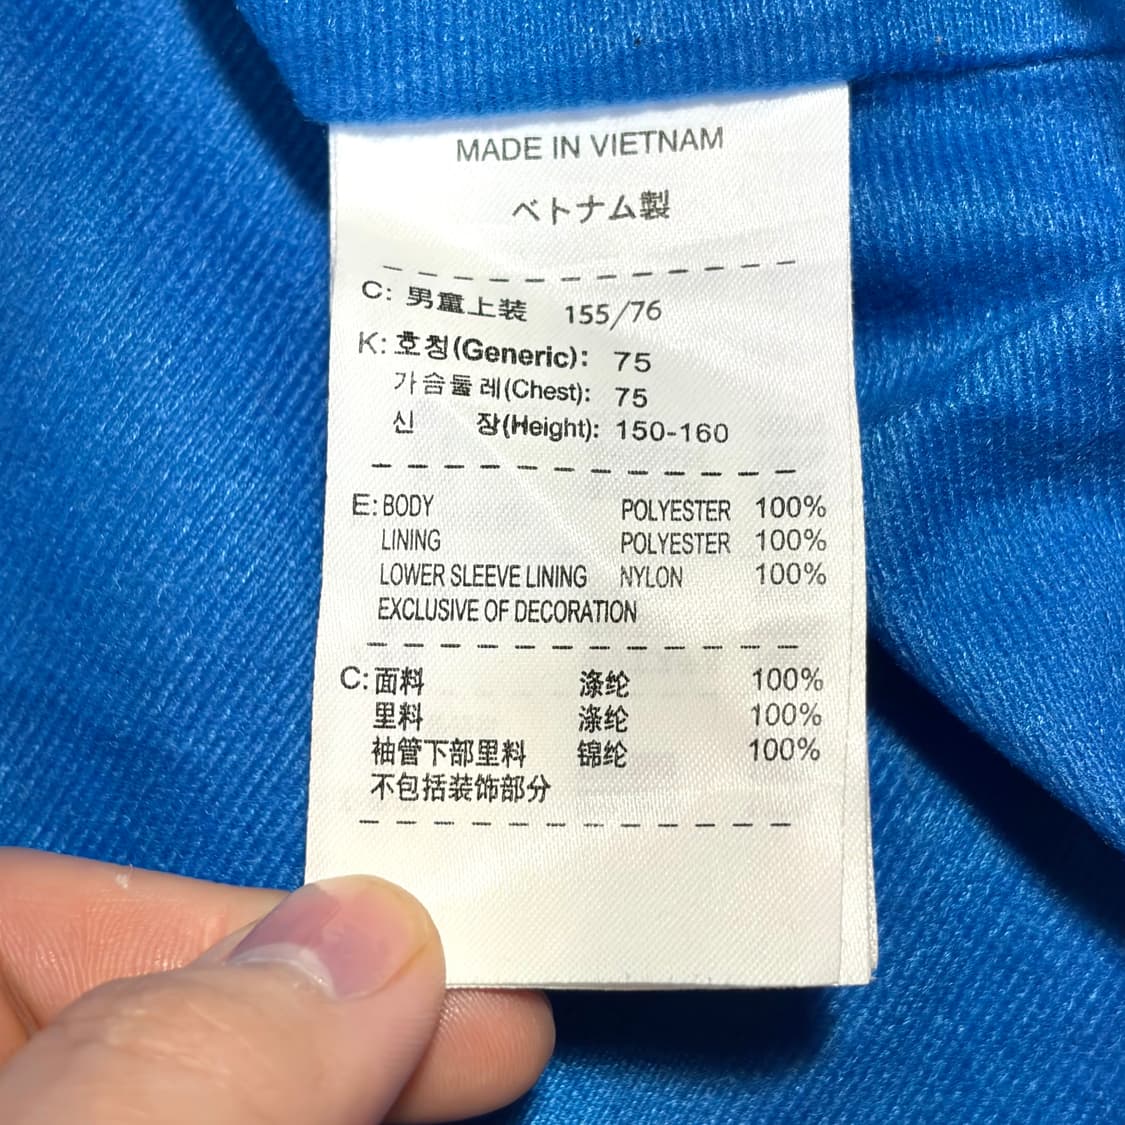 MADE IN VIETNAM
ベトナム製
C: 男童上装 155/76
K: 호칭(Generic): 75
가슴둘레(Chest): 75
신 장(Height): 150-160
E: BODY POLYESTER 100%
LINING POLYESTER 100%
LOWER SLEEVE LINING NYLON 100%
EXCLUSIVE OF DECORATION
C: 面料 涤纶 100%
里料 涤纶 100%
袖管下部里料 锦纶 100%
不包括装饰部分